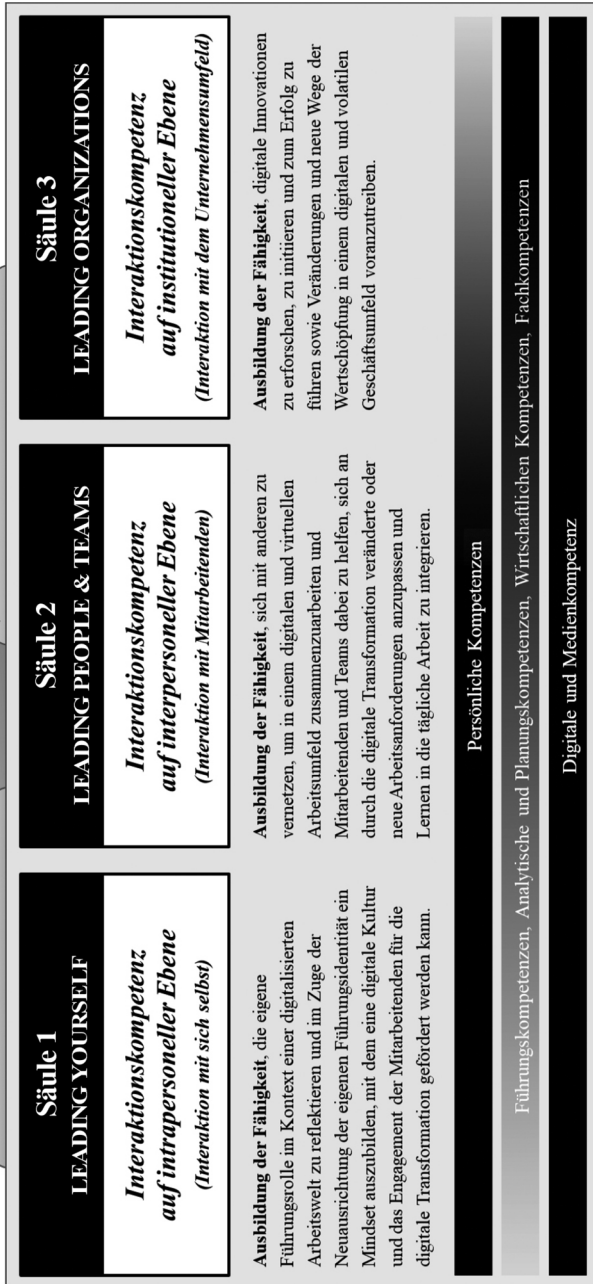 Säule 1
LEADING YOURSELF
Interaktionskompetenz
auf intrapersoneller Ebene
(Interaktion mit sich selbst)
Ausbildung der Fähigkeit, die eigene
Führungsrolle im Kontext einer digitalisierten
Arbeitswelt zu reflektieren und im Zuge der
Neuausrichtung der eigenen Führungsidentität ein
Mindset auszubilden, mit dem eine digitale Kultur
und das Engagement der Mitarbeitenden für die
digitale Transformation gefördert werden kann.
Säule 2
LEADING PEOPLE & TEAMS
Interaktionskompetenz
auf interpersoneller Ebene
(Interaktion mit Mitarbeitenden)
Ausbildung der Fähigkeit, sich mit anderen zu
vernetzen, um in einem digitalen und virtuellen
Arbeitsumfeld zusammenzuarbeiten und
Mitarbeitenden und Teams dabei zu helfen, sich an
durch die digitale Transformation veränderte oder
neue Arbeitsanforderungen anzupassen und
Lernen in die tägliche Arbeit zu integrieren.
Säule 3
LEADING ORGANIZATIONS
Interaktionskompetenz
auf institutioneller Ebene
(Interaktion mit dem Unternehmensumfeld)
Ausbildung der Fähigkeit, digitale Innovationen
zu erforschen, zu initiieren und zum Erfolg zu
führen sowie Veränderungen und neue Wege der
Wertschöpfung in einem digitalen und volatilen
Geschäftsumfeld voranzutreiben.
Persönliche Kompetenzen
Führungskompetenzen, Analytische und Planungskompetenzen, Wirtschaftlichen Kompetenzen, Fachkompetenzen
Digitale und Medienkompetenz